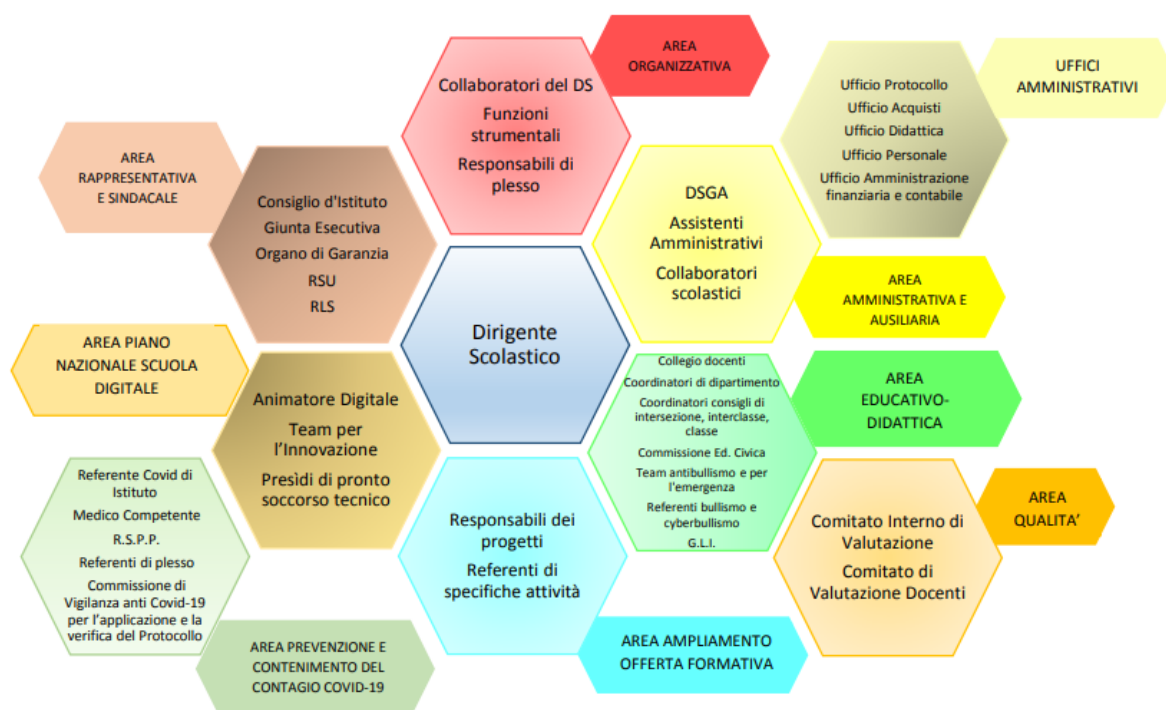 AREA
ORGANIZZATIVA
Collaboratori del DS
Funzioni
strumentali
Responsabili di
plesso
UFFICI
AMMINISTRATIVI
Ufficio Protocollo
Ufficio Acquisti
Ufficio Didattica
Ufficio Personale
Ufficio Amministrazione
finanziaria e contabile
AREA
RAPPRESENTATIVA
E SINDACALE
Consiglio d'Istituto
Giunta Esecutiva
Organo di Garanzia
RSU
RLS
DSGA
Assistenti
Amministrativi
Collaboratori
scolastici
AREA
AMMINISTRATIVA E
AUSILIARIA
Dirigente
Scolastico
AREA PIANO
NAZIONALE SCUOLA
DIGITALE
Animatore Digitale
Team per
l’Innovazione
Presìdi di pronto
soccorso tecnico
Collegio docenti
Coordinatori di dipartimento
Coordinatori consigli di
intersezione, interclasse,
classe
Commissione Ed. Civica
Team antibullismo e per
l'emergenza
Referenti bullismo e
cyberbullismo
G.L.I.
AREA
EDUCATIVO-
DIDATTICA
Referente Covid di
Istituto
Medico Competente
R.S.P.P.
Referenti di plesso
Commissione di
Vigilanza anti Covid-19
per l’applicazione e la
verifica del Protocollo
AREA PREVENZIONE E
CONTENIMENTO DEL
CONTAGIO COVID-19
Responsabili dei
progetti
Referenti di
specifiche attività
AREA AMPLIAMENTO
OFFERTA FORMATIVA
Comitato Interno di
Valutazione
Comitato di
Valutazione Docenti
AREA
QUALITA’